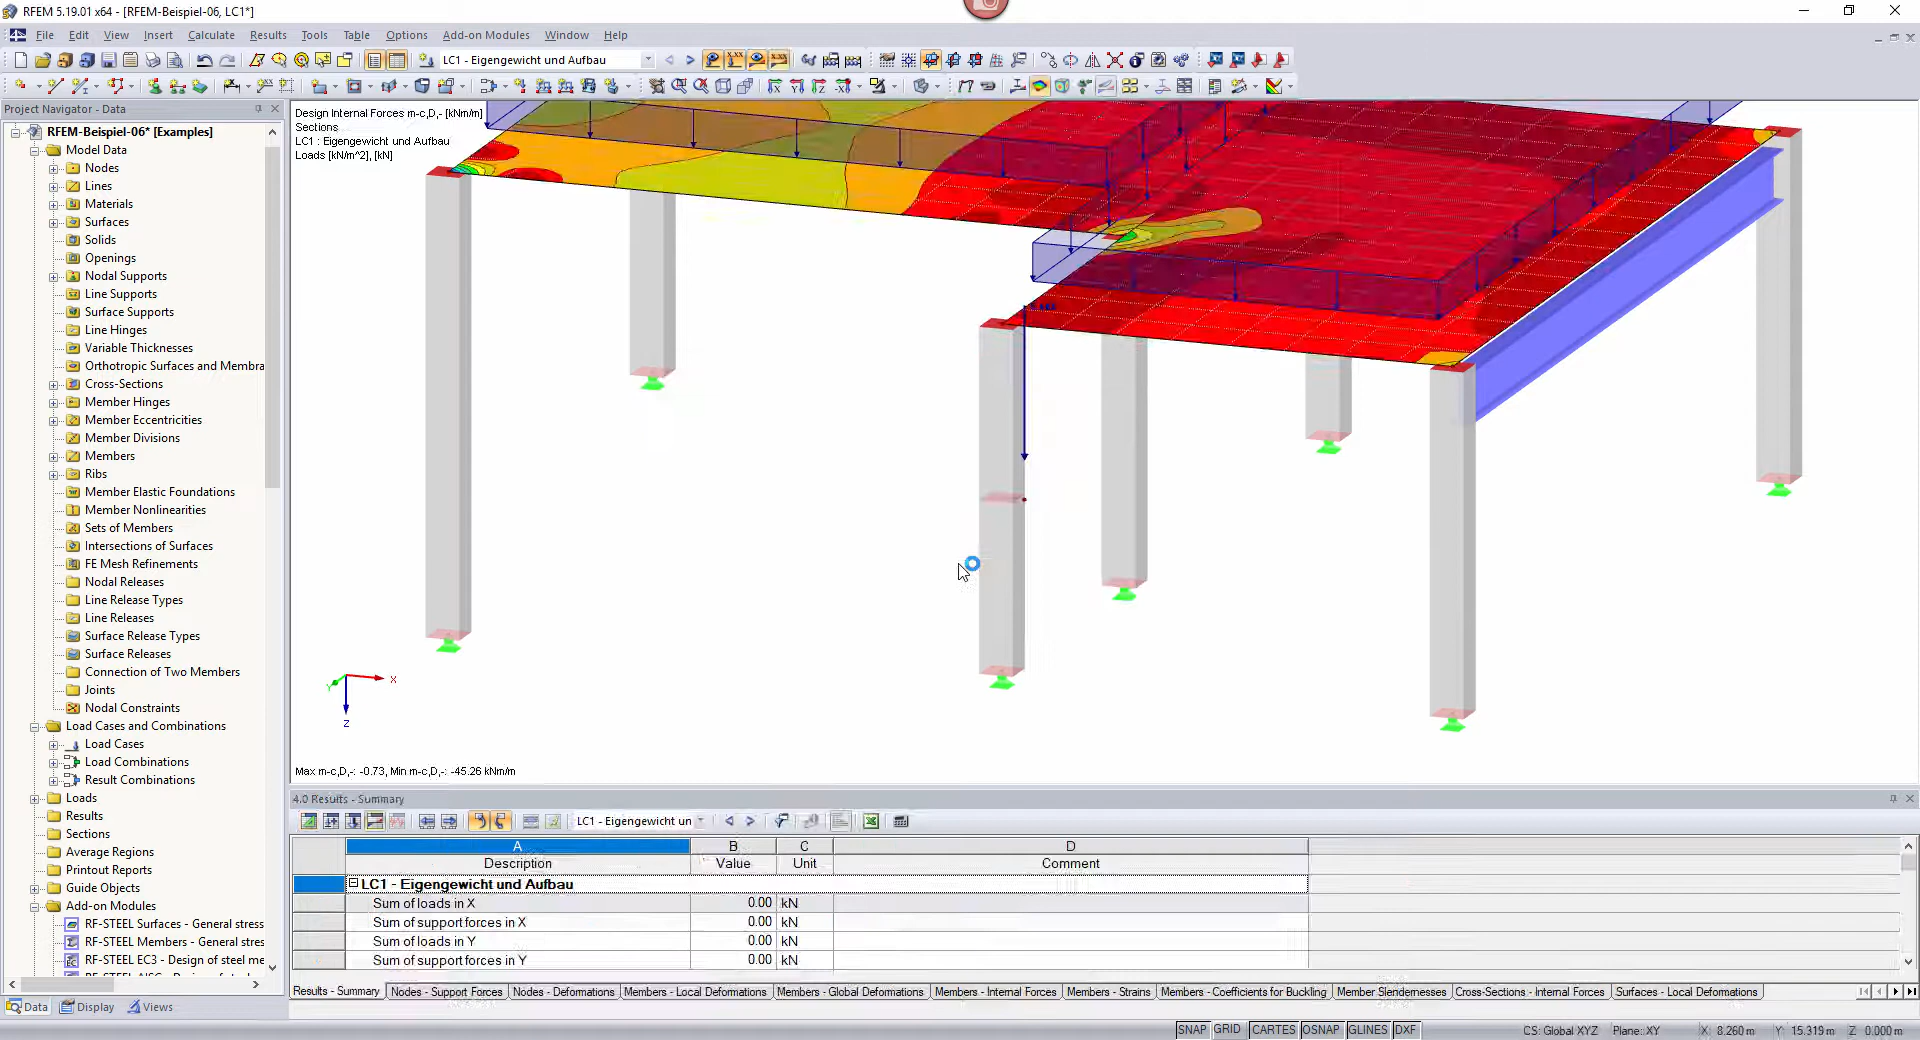 RFEM 5.19.01 x64 - [RFEM-Beispiel-06, LC1*]
File Edit View Insert Calculate Results Tools Table Options Add-on Modules Window Help
LC1 - Eigengewicht und Aufbau
Project Navigator - Data
RFEM-Beispiel-06* [Examples]
Model Data
Nodes
Lines
Materials
Surfaces
Solids
Openings
Nodal Supports
Line Supports
Surface Supports
Line Hinges
Variable Thicknesses
Orthotropic Surfaces and Membra
Cross-Sections
Member Hinges
Member Eccentricities
Member Divisions
Members
Ribs
Member Elastic Foundations
Member Nonlinearities
Sets of Members
Intersections of Surfaces
FE Mesh Refinements
Nodal Releases
Line Release Types
Line Releases
Surface Release Types
Surface Releases
Connection of Two Members
Joints
Nodal Constraints
Load Cases and Combinations
Load Cases
Load Combinations
Result Combinations
Loads
Results
Sections
Average Regions
Printout Reports
Guide Objects
Add-on Modules
RF-STEEL Surfaces - General stress
RF-STEEL Members - General stres
RF-STEEL EC3 - Design of steel me
Data Display Views
Design Internal Forces m-c,D,- [kNm/m]
Sections
LC1 : Eigengewicht und Aufbau
Loads [kN/m^2], [kN]
X
Y
Z
Max m-c,D,-: -0.73, Min m-c,D,-: -45.26 kNm/m
4.0 Results - Summary
LC1 - Eigengewicht un
A B C D
Description Value Unit Comment
LC1 - Eigengewicht und Aufbau
Sum of loads in X 0.00 kN
Sum of support forces in X 0.00 kN
Sum of loads in Y 0.00 kN
Sum of support forces in Y 0.00 kN
Results - Summary Nodes - Support Forces Nodes - Deformations Members - Local Deformations Members - Global Deformations Members - Internal Forces Members - Strains Members - Coefficients for Buckling Member Slendernesses Cross-Sections - Internal Forces Surfaces - Local Deformations
SNAP GRID CARTES OSNAP GLINES DXF CS: Global XYZ Plane: XY X: 8.260 m Y: 15.319 m Z: 0.000 m